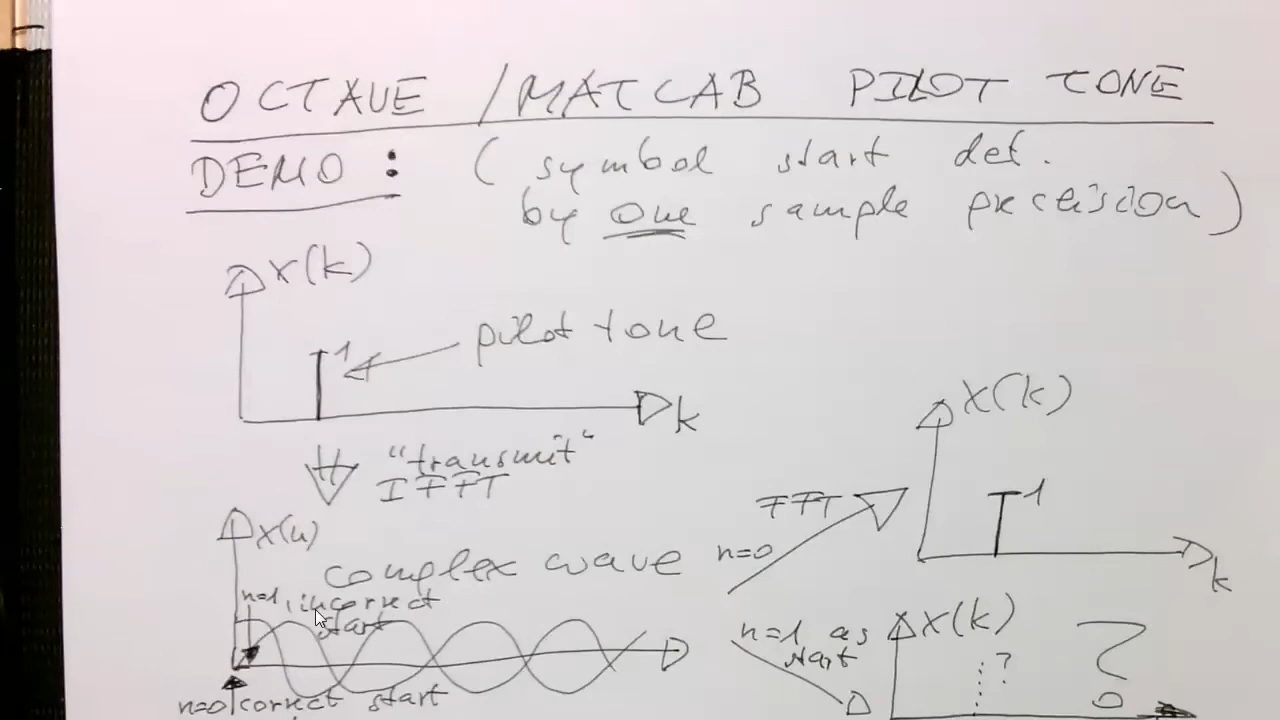 OCTAVE / MATLAB PILOT TONE
DEMO: (symbol start det.
by one sample precision)
X(k)
1
pilot tone
k
"transmit"
IFFT
x(n)
complex wave
n=1, incorrect
start
n=0 correct start
FFT
n=0
X(k)
1
k
n=1 as
start
X(k)
?
?